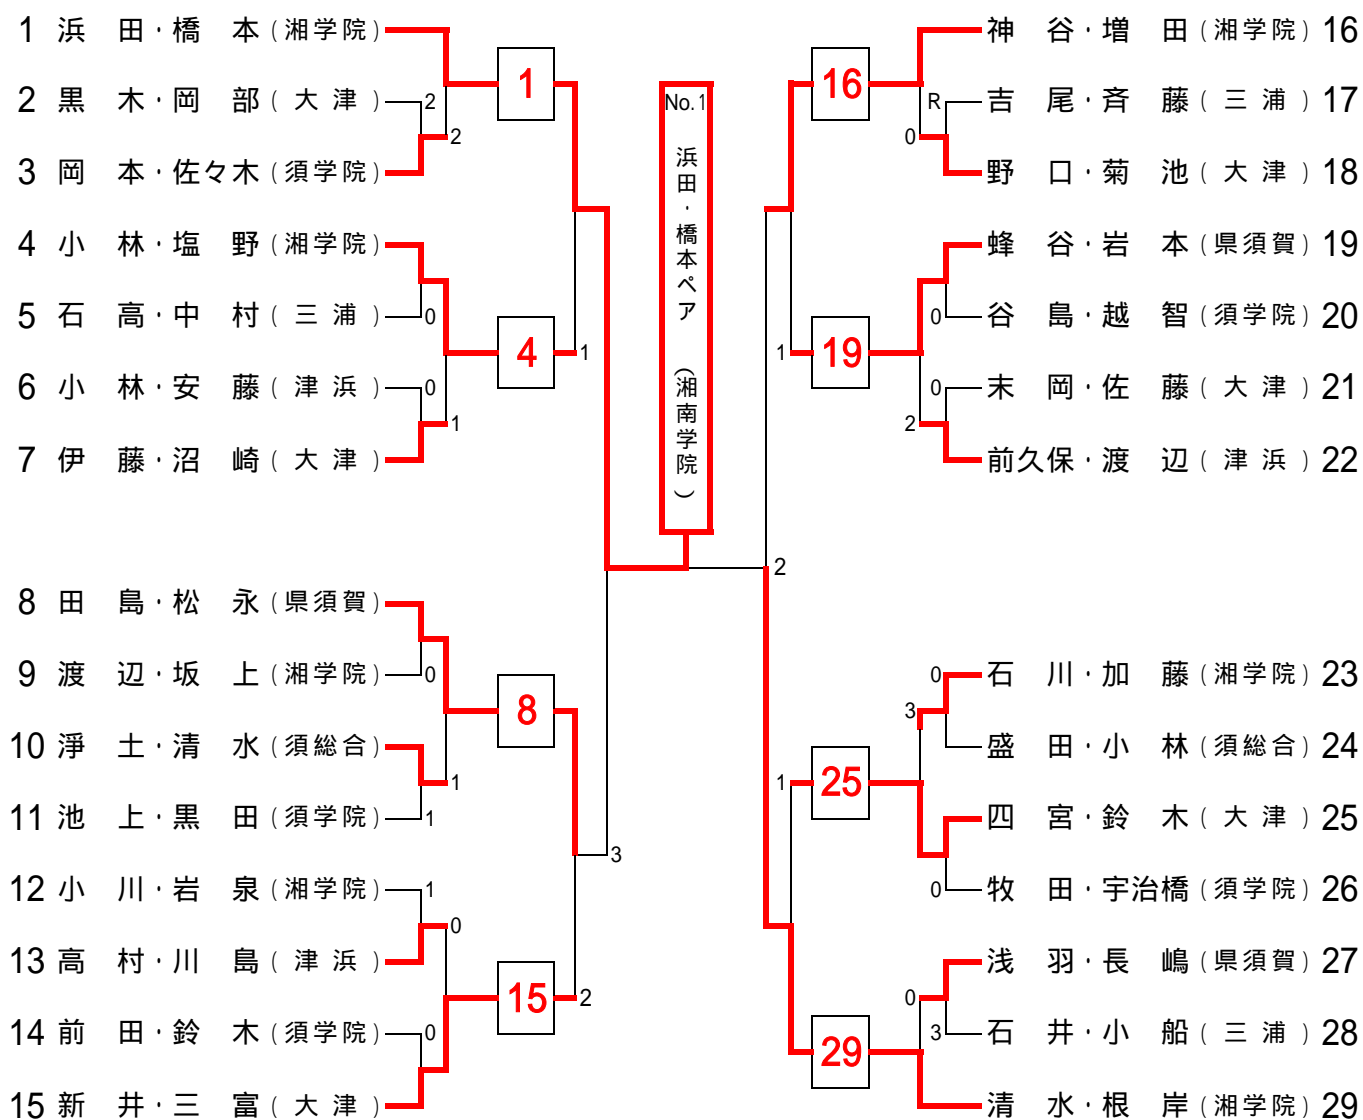 1 浜 田・橋 本(湘学院)
2 黒 木・岡 部( 大 津 )
2
2
3 岡 本・佐々木(須学院)
1
4 小 林・塩 野(湘学院)
5 石 高・中 村( 三 浦 )
0
4
1
6 小 林・安 藤( 津 浜 )
0
1
7 伊 藤・沼 崎( 大 津 )
8 田 島・松 永(県須賀)
9 渡 辺・坂 上(湘学院)
0
8
10 淨 土・清 水(須総合)
1
11 池 上・黒 田(須学院)
1
3
12 小 川・岩 泉(湘学院)
1
0
13 高 村・川 島( 津 浜 )
15
2
14 前 田・鈴 木(須学院)
0
15 新 井・三 富( 大 津 )
No.1
浜田・橋本ペア (湘南学院)
2
神 谷・増 田(湘学院) 16
16
R
吉 尾・斉 藤( 三 浦 ) 17
0
野 口・菊 池( 大 津 ) 18
蜂 谷・岩 本(県須賀) 19
0
谷 島・越 智(須学院) 20
1
19
0
末 岡・佐 藤( 大 津 ) 21
2
前久保・渡 辺( 津 浜 ) 22
0
石 川・加 藤(湘学院) 23
3
盛 田・小 林(須総合) 24
1
25
四 宮・鈴 木( 大 津 ) 25
0
牧 田・宇治橋(須学院) 26
浅 羽・長 嶋(県須賀) 27
0
3
石 井・小 船( 三 浦 ) 28
29
清 水・根 岸(湘学院) 29